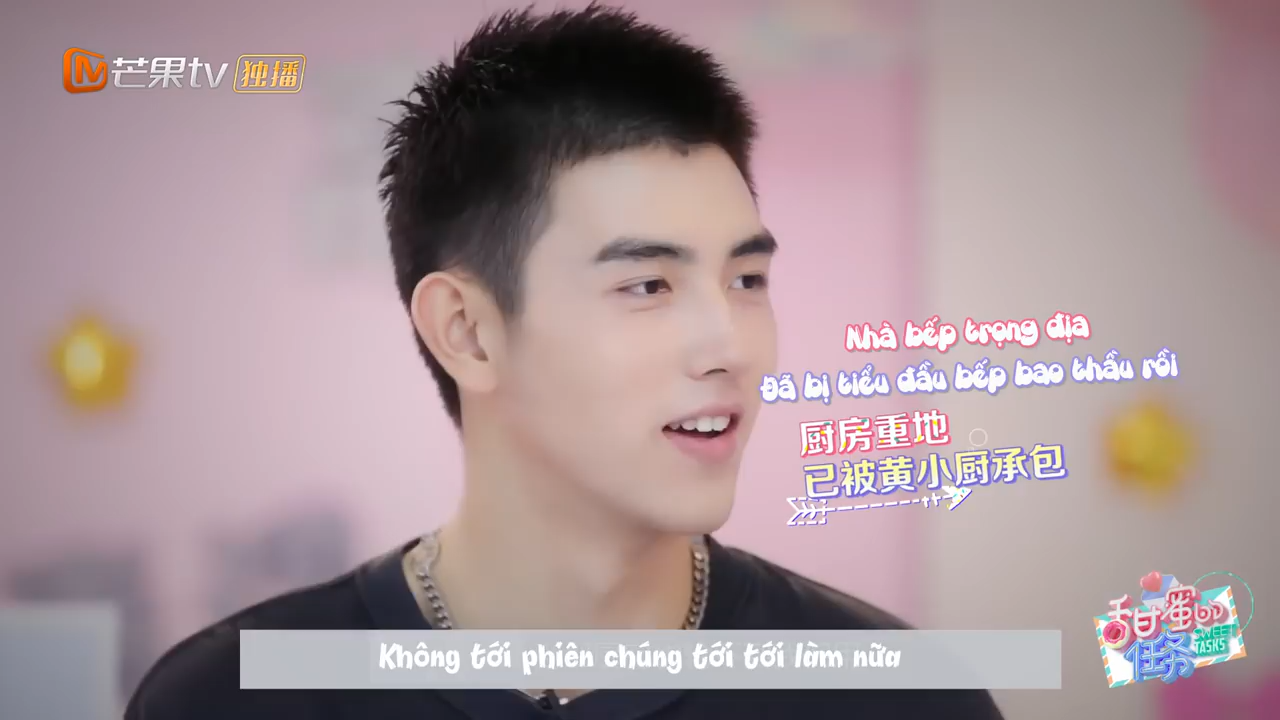 芒果tv 独播
Nhà bếp trọng địa
Đã bị tiểu đầu bếp bao thầu rồi
厨房重地
已被黄小厨承包
Không tới phiên chúng tới tới làm nữa
甜蜜的
任务
SWEET
TASKS